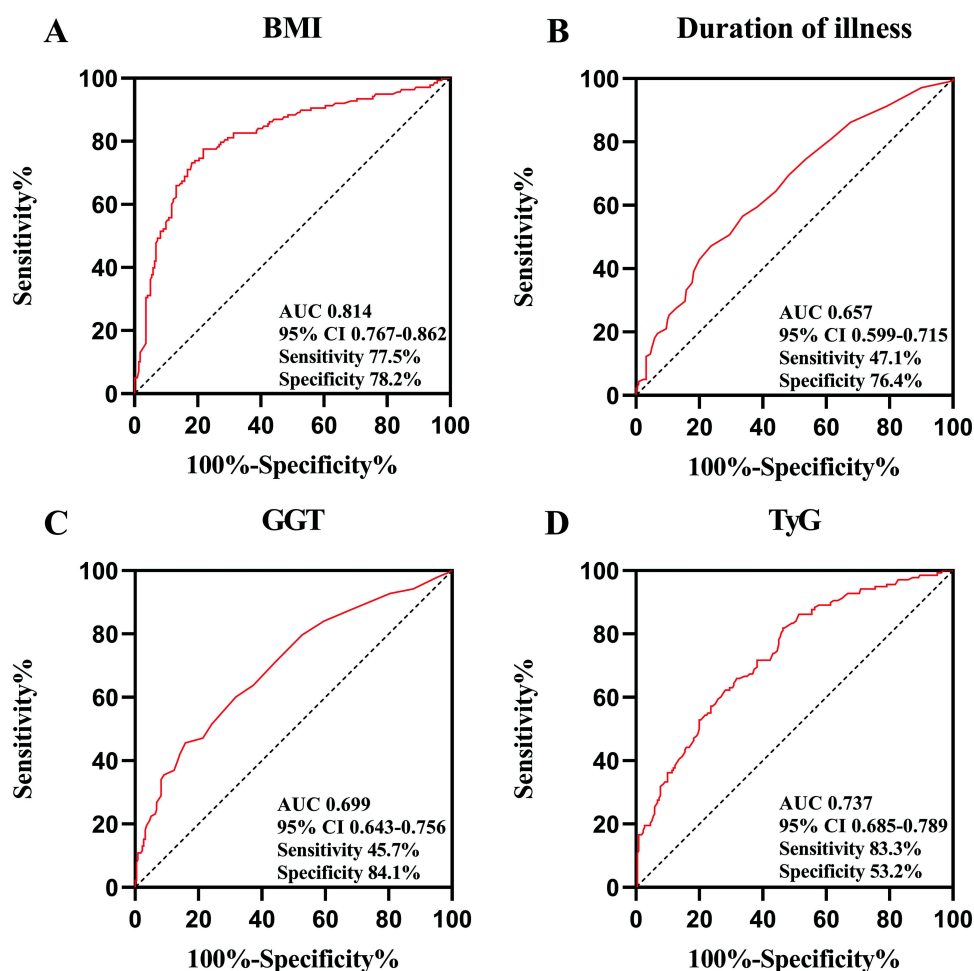 A
BMI
Sensitivity%
100
80
60
40
20
0
AUC 0.814
95% CI 0.767-0.862
Sensitivity 77.5%
Specificity 78.2%
0 20 40 60 80 100
100%-Specificity%
B
Duration of illness
Sensitivity%
100
80
60
40
20
0
AUC 0.657
95% CI 0.599-0.715
Sensitivity 47.1%
Specificity 76.4%
0 20 40 60 80 100
100%-Specificity%
C
GGT
Sensitivity%
100
80
60
40
20
0
AUC 0.699
95% CI 0.643-0.756
Sensitivity 45.7%
Specificity 84.1%
0 20 40 60 80 100
100%-Specificity%
D
TyG
Sensitivity%
100
80
60
40
20
0
AUC 0.737
95% CI 0.685-0.789
Sensitivity 83.3%
Specificity 53.2%
0 20 40 60 80 100
100%-Specificity%